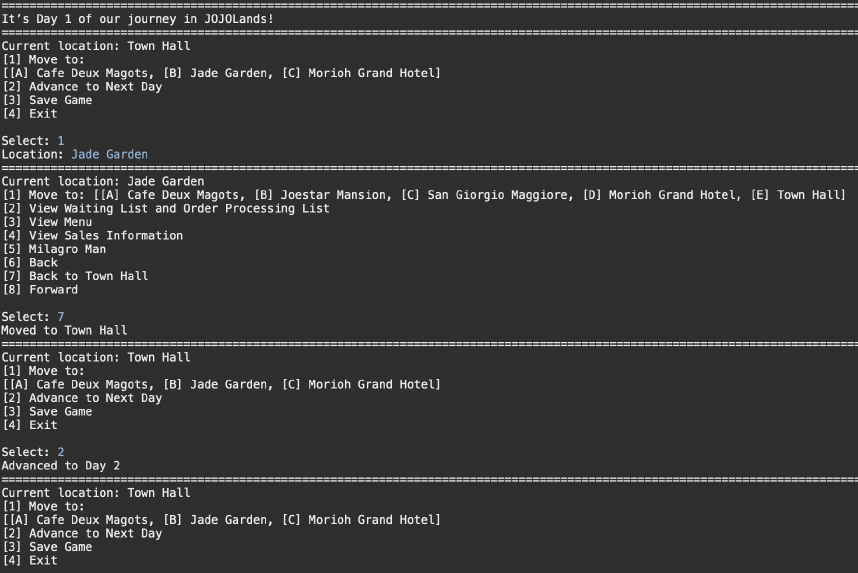 ======================================================================
It's Day 1 of our journey in JOJOLands!
======================================================================
Current location: Town Hall
[1] Move to:
[[A] Cafe Deux Magots, [B] Jade Garden, [C] Morioh Grand Hotel]
[2] Advance to Next Day
[3] Save Game
[4] Exit
Select: 1
Location: Jade Garden
======================================================================
Current location: Jade Garden
[1] Move to: [[A] Cafe Deux Magots, [B] Joestar Mansion, [C] San Giorgio Maggiore, [D] Morioh Grand Hotel, [E] Town Hall]
[2] View Waiting List and Order Processing List
[3] View Menu
[4] View Sales Information
[5] Milagro Man
[6] Back
[7] Back to Town Hall
[8] Forward
Select: 7
Moved to Town Hall
======================================================================
Current location: Town Hall
[1] Move to:
[[A] Cafe Deux Magots, [B] Jade Garden, [C] Morioh Grand Hotel]
[2] Advance to Next Day
[3] Save Game
[4] Exit
Select: 2
Advanced to Day 2
======================================================================
Current location: Town Hall
[1] Move to:
[[A] Cafe Deux Magots, [B] Jade Garden, [C] Morioh Grand Hotel]
[2] Advance to Next Day
[3] Save Game
[4] Exit